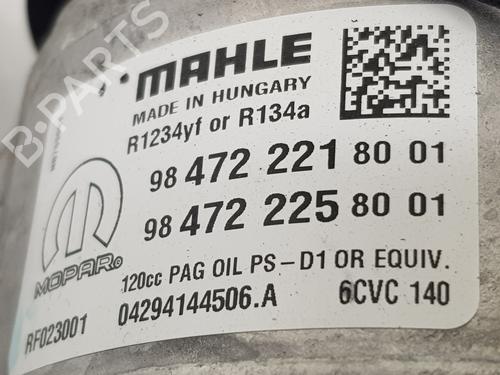 MAHLE
MADE IN HUNGARY
R1234yf or R134a
98 472 221 80 01
98 472 225 80 01
MOPAR®
120cc PAG OIL PS-D1 OR EQUIV.
RF023001
04294144506.A
6CVC 140
B-PARTS